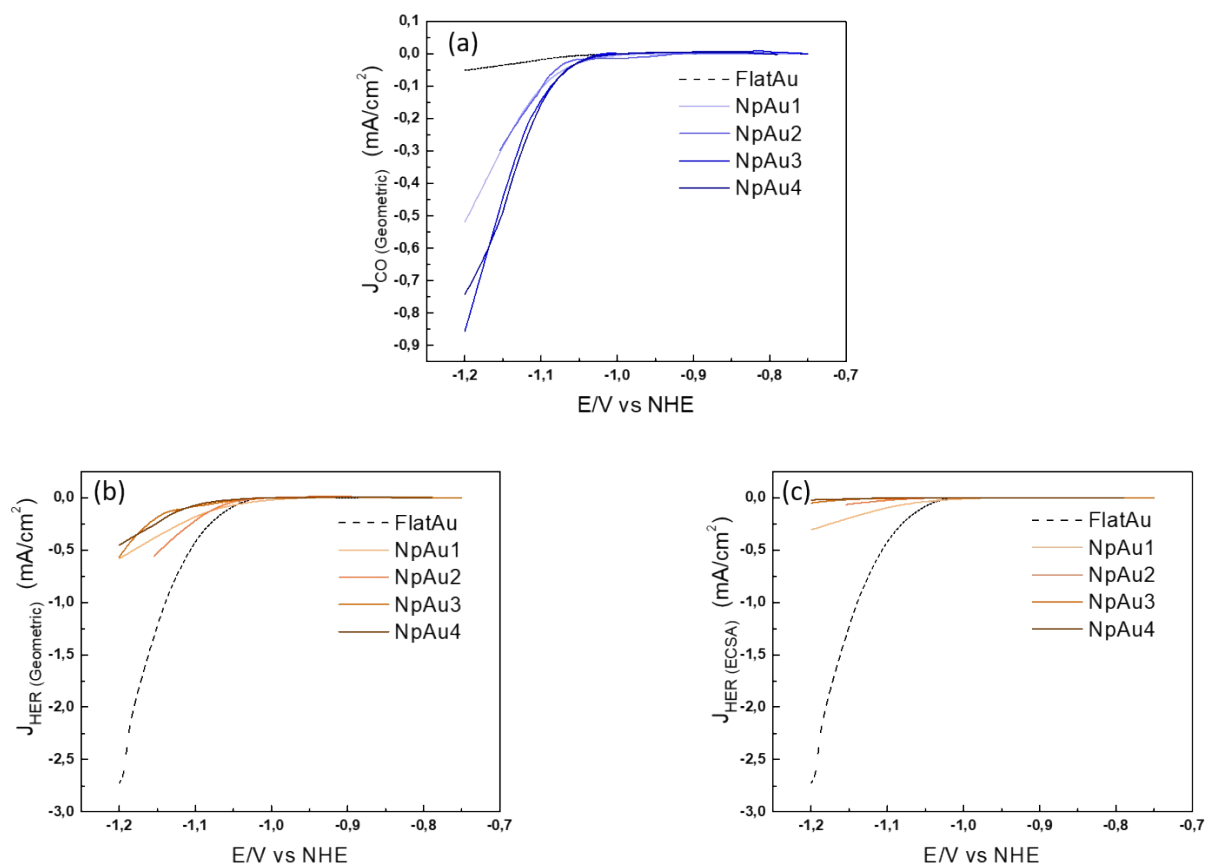 (a)
0,1
0,0
-0,1
-0,2
-0,3
-0,4
-0,5
-0,6
-0,7
-0,8
-0,9
J_CO (Geometric) (mA/cm²)
FlatAu
NpAu1
NpAu2
NpAu3
NpAu4
-1,2 -1,1 -1,0 -0,9 -0,8 -0,7
E/V vs NHE
(b)
0,0
-0,5
-1,0
-1,5
-2,0
-2,5
-3,0
J_HER (Geometric) (mA/cm²)
FlatAu
NpAu1
NpAu2
NpAu3
NpAu4
-1,2 -1,1 -1,0 -0,9 -0,8 -0,7
E/V vs NHE
(c)
0,0
-0,5
-1,0
-1,5
-2,0
-2,5
-3,0
J_HER (ECSA) (mA/cm²)
FlatAu
NpAu1
NpAu2
NpAu3
NpAu4
-1,2 -1,1 -1,0 -0,9 -0,8 -0,7
E/V vs NHE